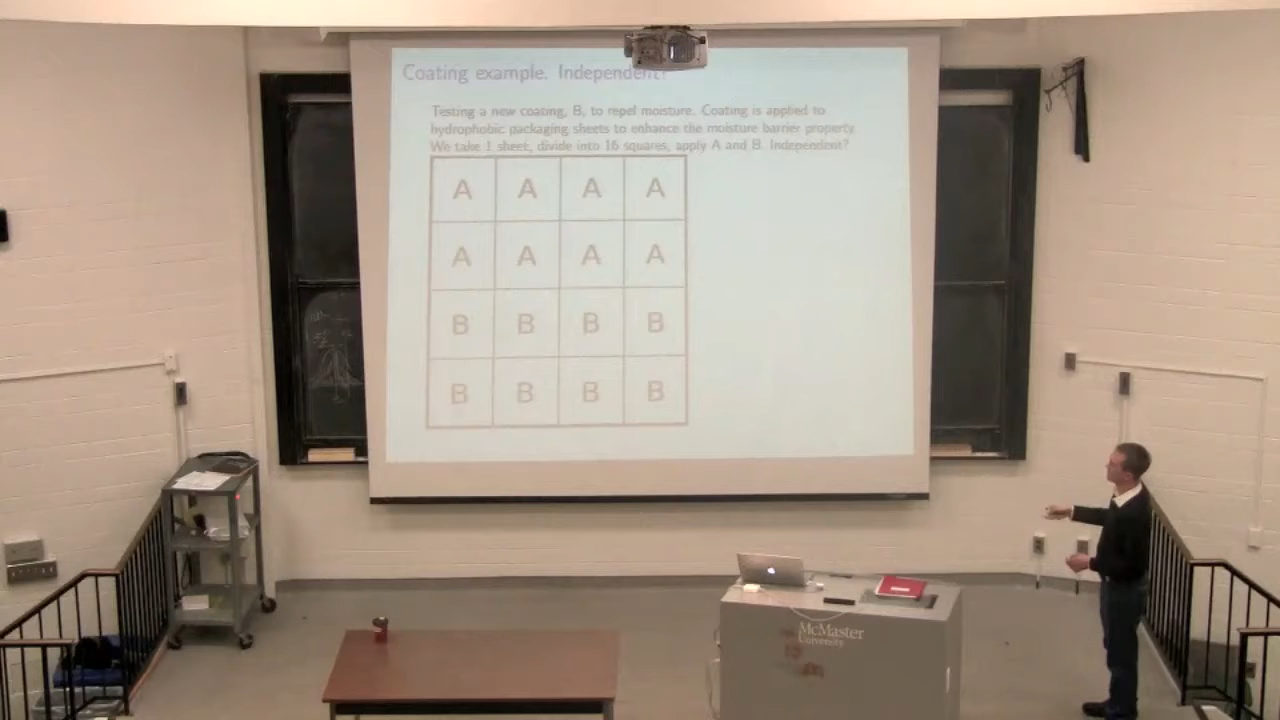 Coating example. Independent?
Testing a new coating, B, to repel moisture. Coating is applied to
hydrophobic packaging sheets to enhance the moisture barrier property.
We take 1 sheet, divide into 16 squares, apply A and B. Independent?
A A A A
A A A A
B B B B
B B B B
McMaster
University